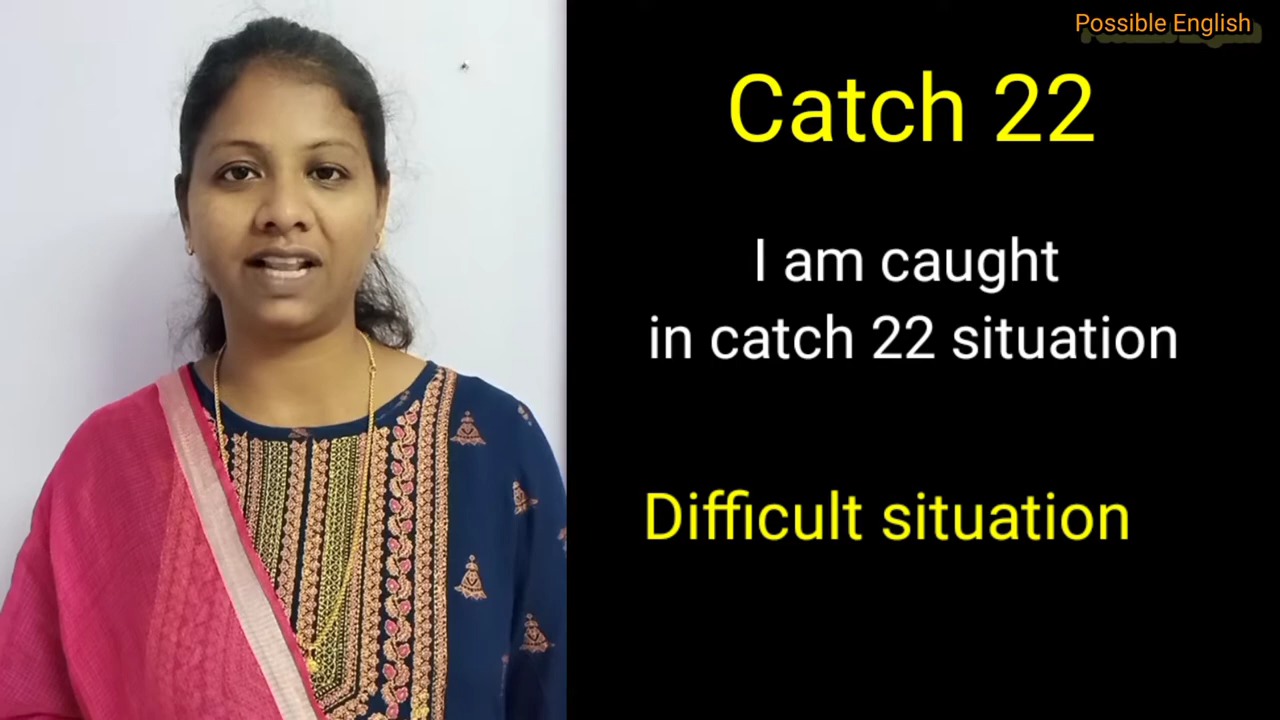 Possible English
Catch 22
I am caught
in catch 22 situation
Difficult situation